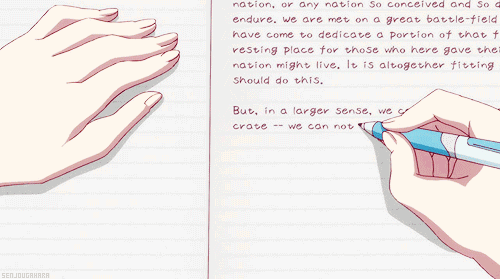 nation, or any nation so conceived and so d
endure. We are met on a great battle-field
have come to dedicate a portion of that f
resting place for those who here gave thei
nation might live. It is altogether fitting
should do this.
But, in a larger sense, we c
crate -- we can not
SENJOUGAHARA